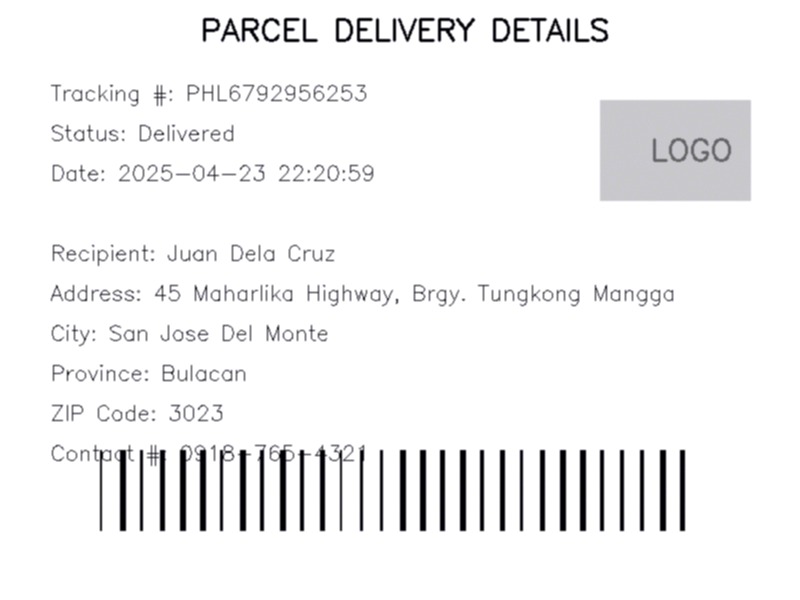 PARCEL DELIVERY DETAILS
Tracking #: PHL6792956253
Status: Delivered
LOGO
Date: 2025-04-23 22:20:59
Recipient: Juan Dela Cruz
Address: 45 Maharlika Highway, Brgy. Tungkong Mangga
City: San Jose Del Monte
Province: Bulacan
ZIP Code: 3023
Contact #: 0918-765-4321